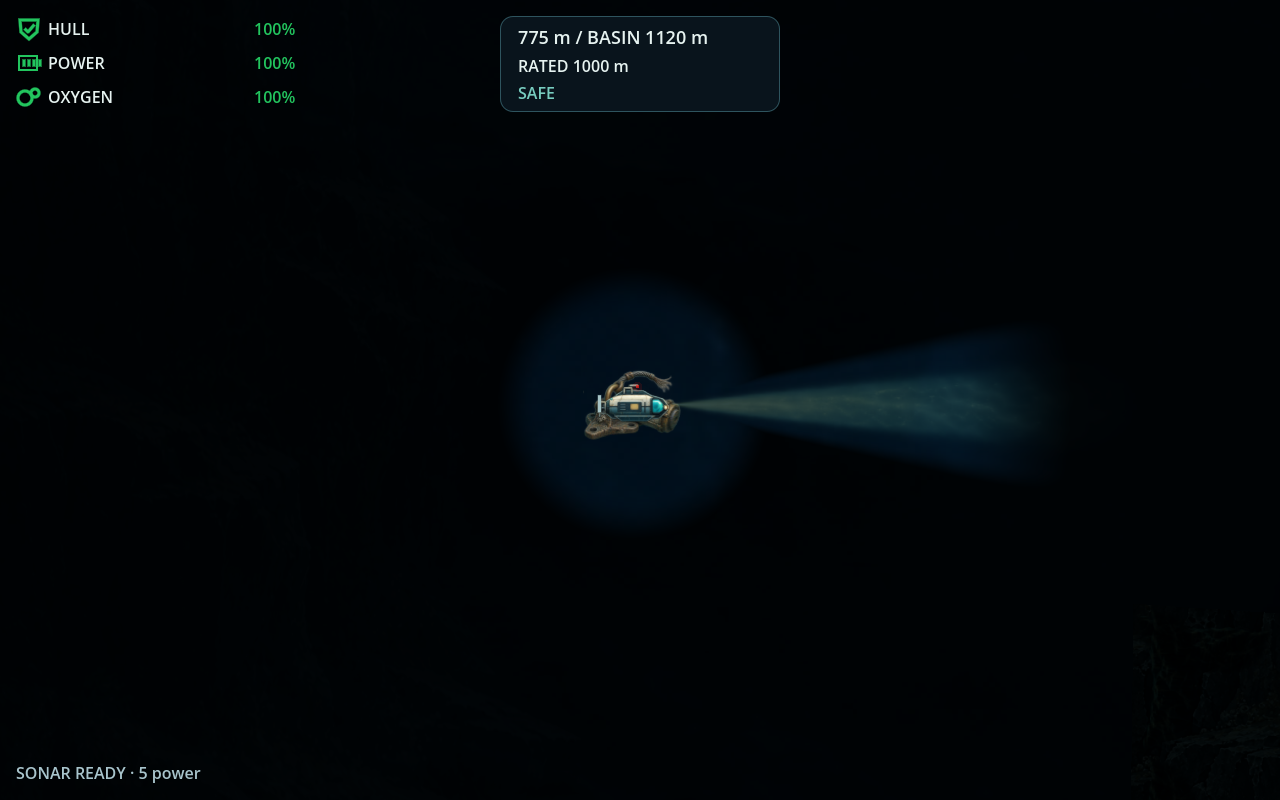 HULL 100%
POWER 100%
OXYGEN 100%
775 m / BASIN 1120 m
RATED 1000 m
SAFE
SONAR READY · 5 power